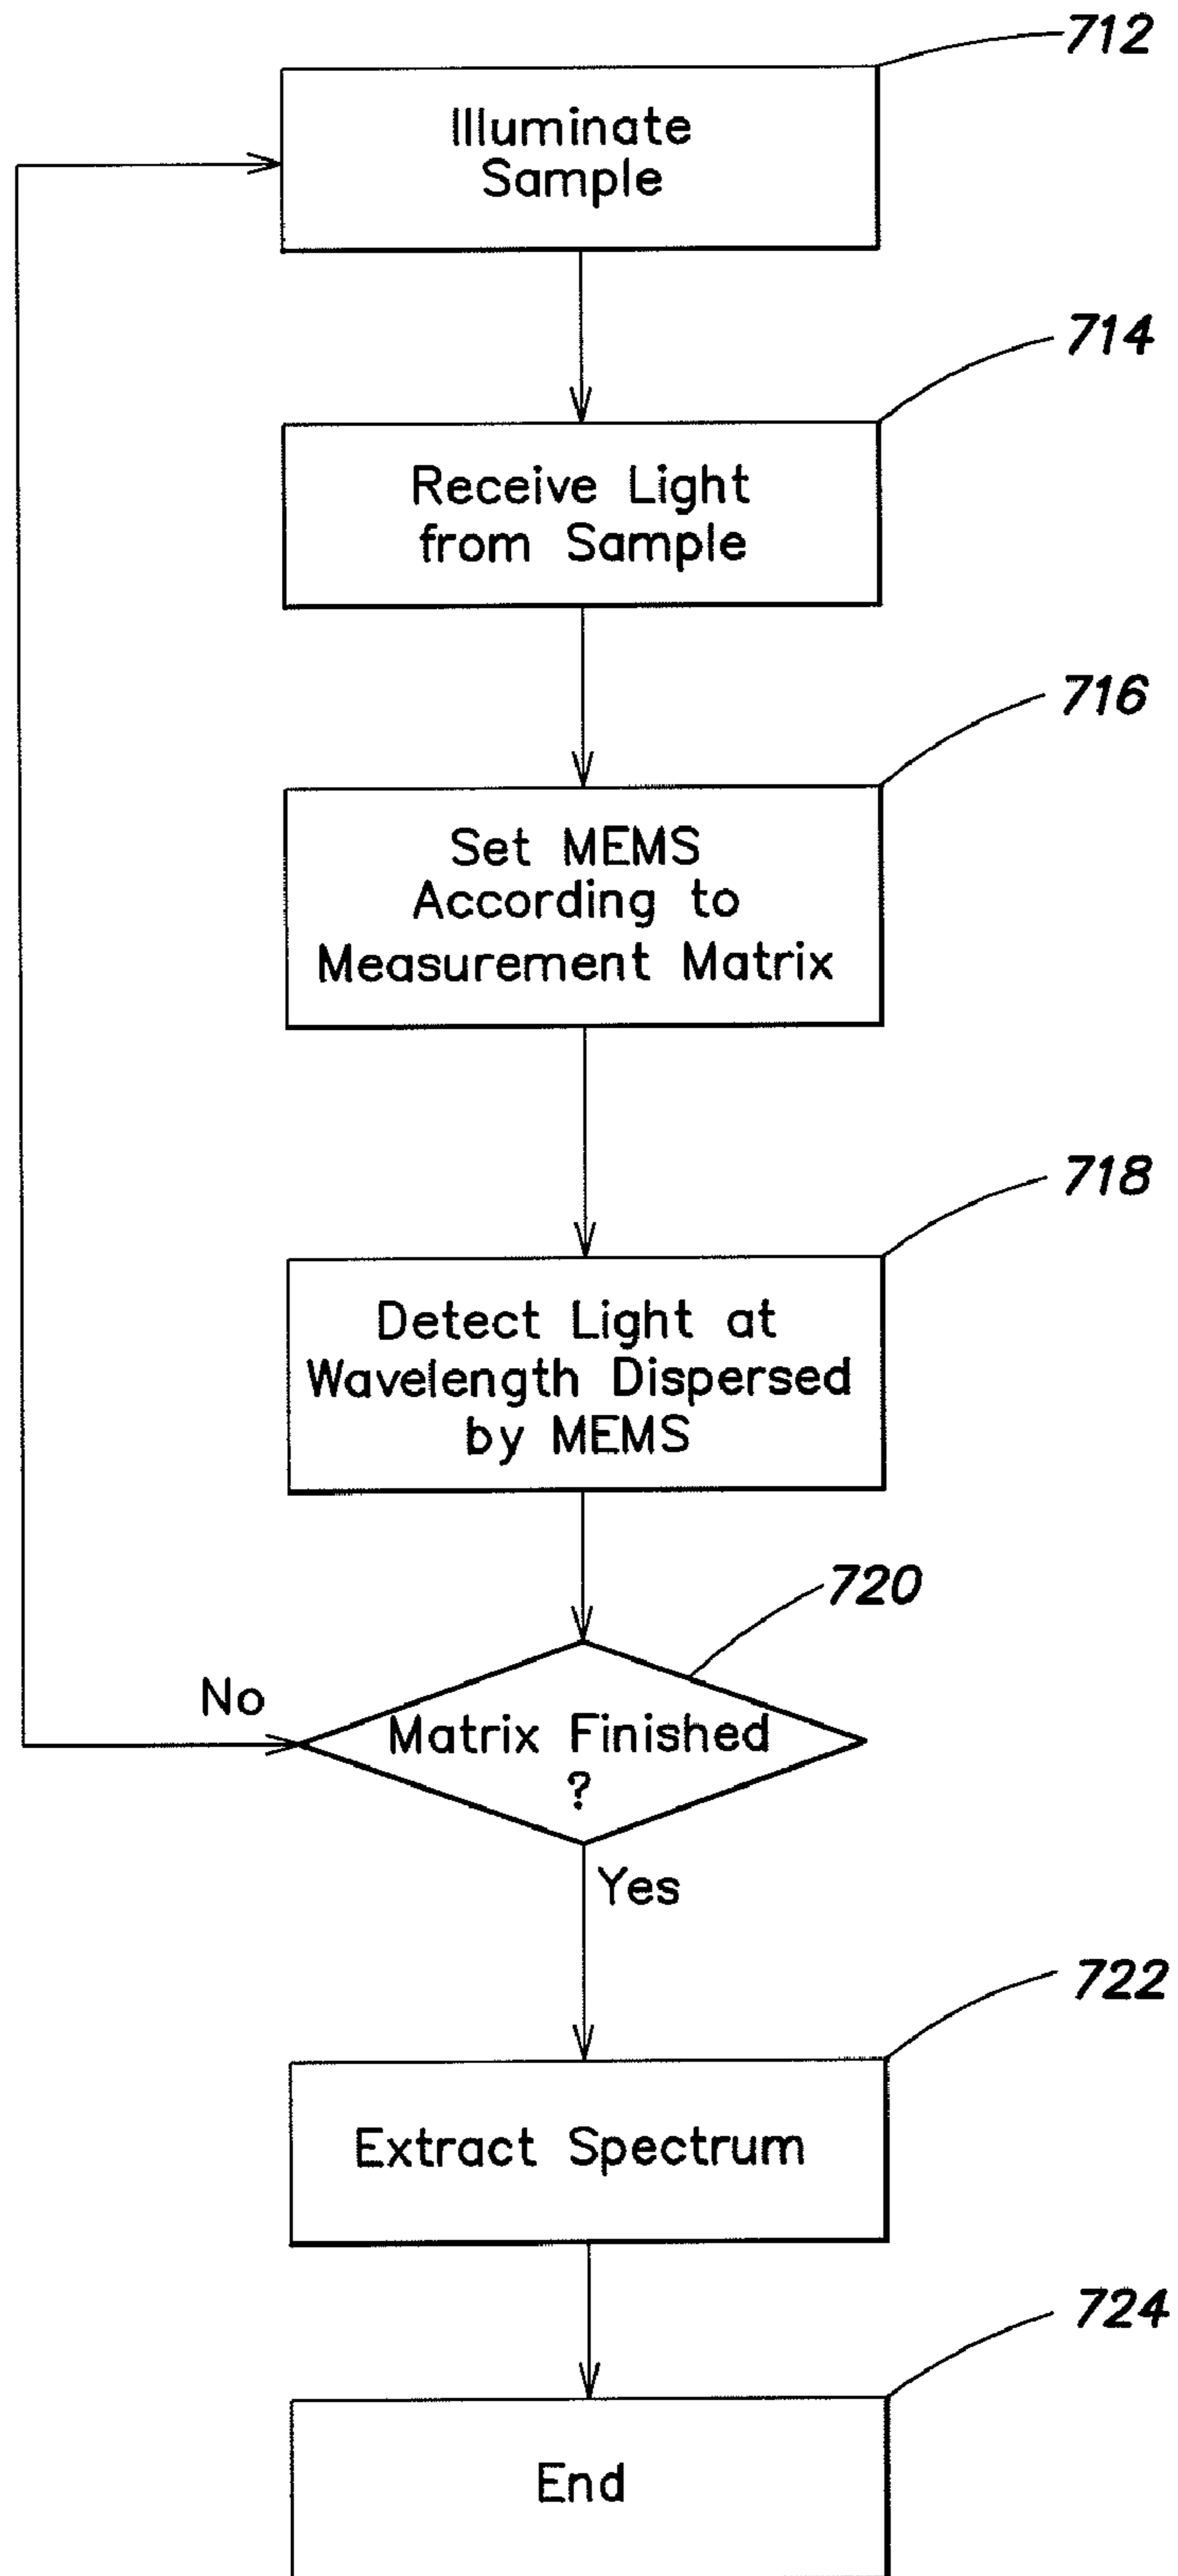 712
Illuminate
Sample
714
Receive Light
from Sample
716
Set MEMS
According to
Measurement Matrix
718
Detect Light at
Wavelength Dispersed
by MEMS
720
No
Matrix Finished
?
Yes
722
Extract Spectrum
724
End